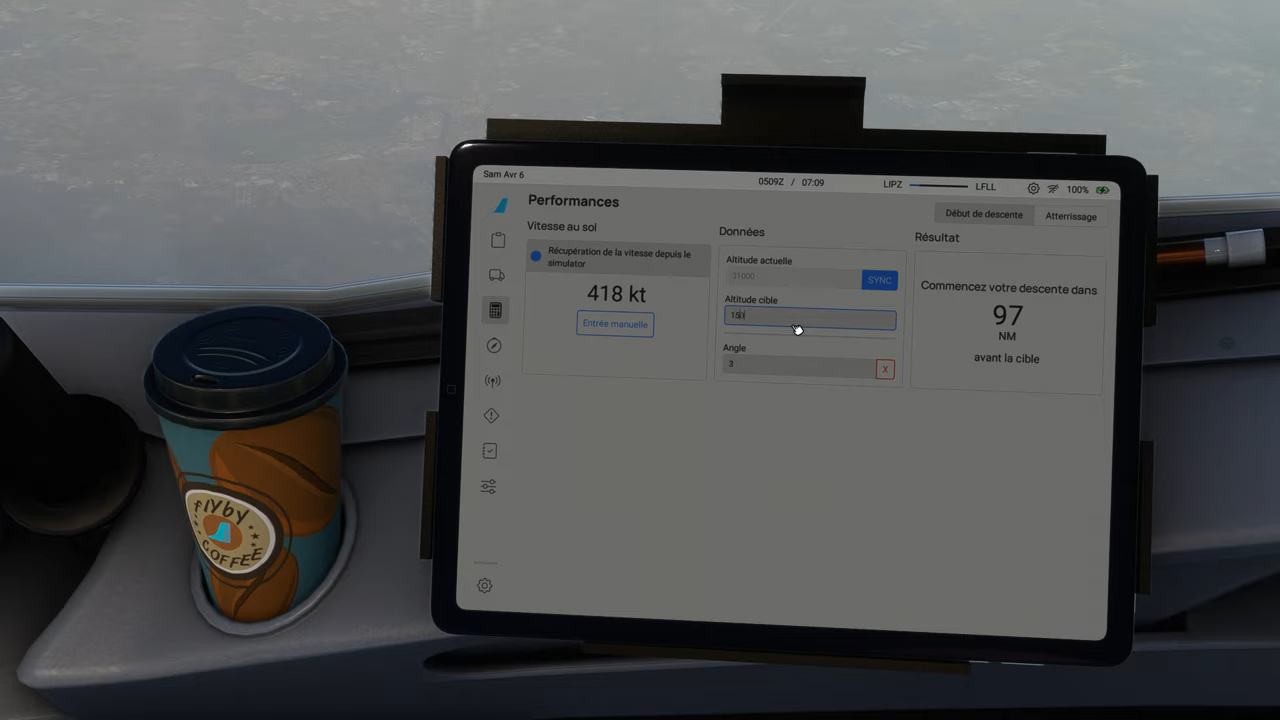 Sam Avr 6
0509Z / 07:09
LIPZ
LFLL
100%
Performances
Début de descente
Atterrissage
Vitesse au sol
Récupération de la vitesse depuis le
simulator
418 kt
Entrée manuelle
Données
Altitude actuelle
31000
SYNC
Altitude cible
150
Angle
3
X
Résultat
Commencez votre descente dans
97
NM
avant la cible
flyby
COFFEE